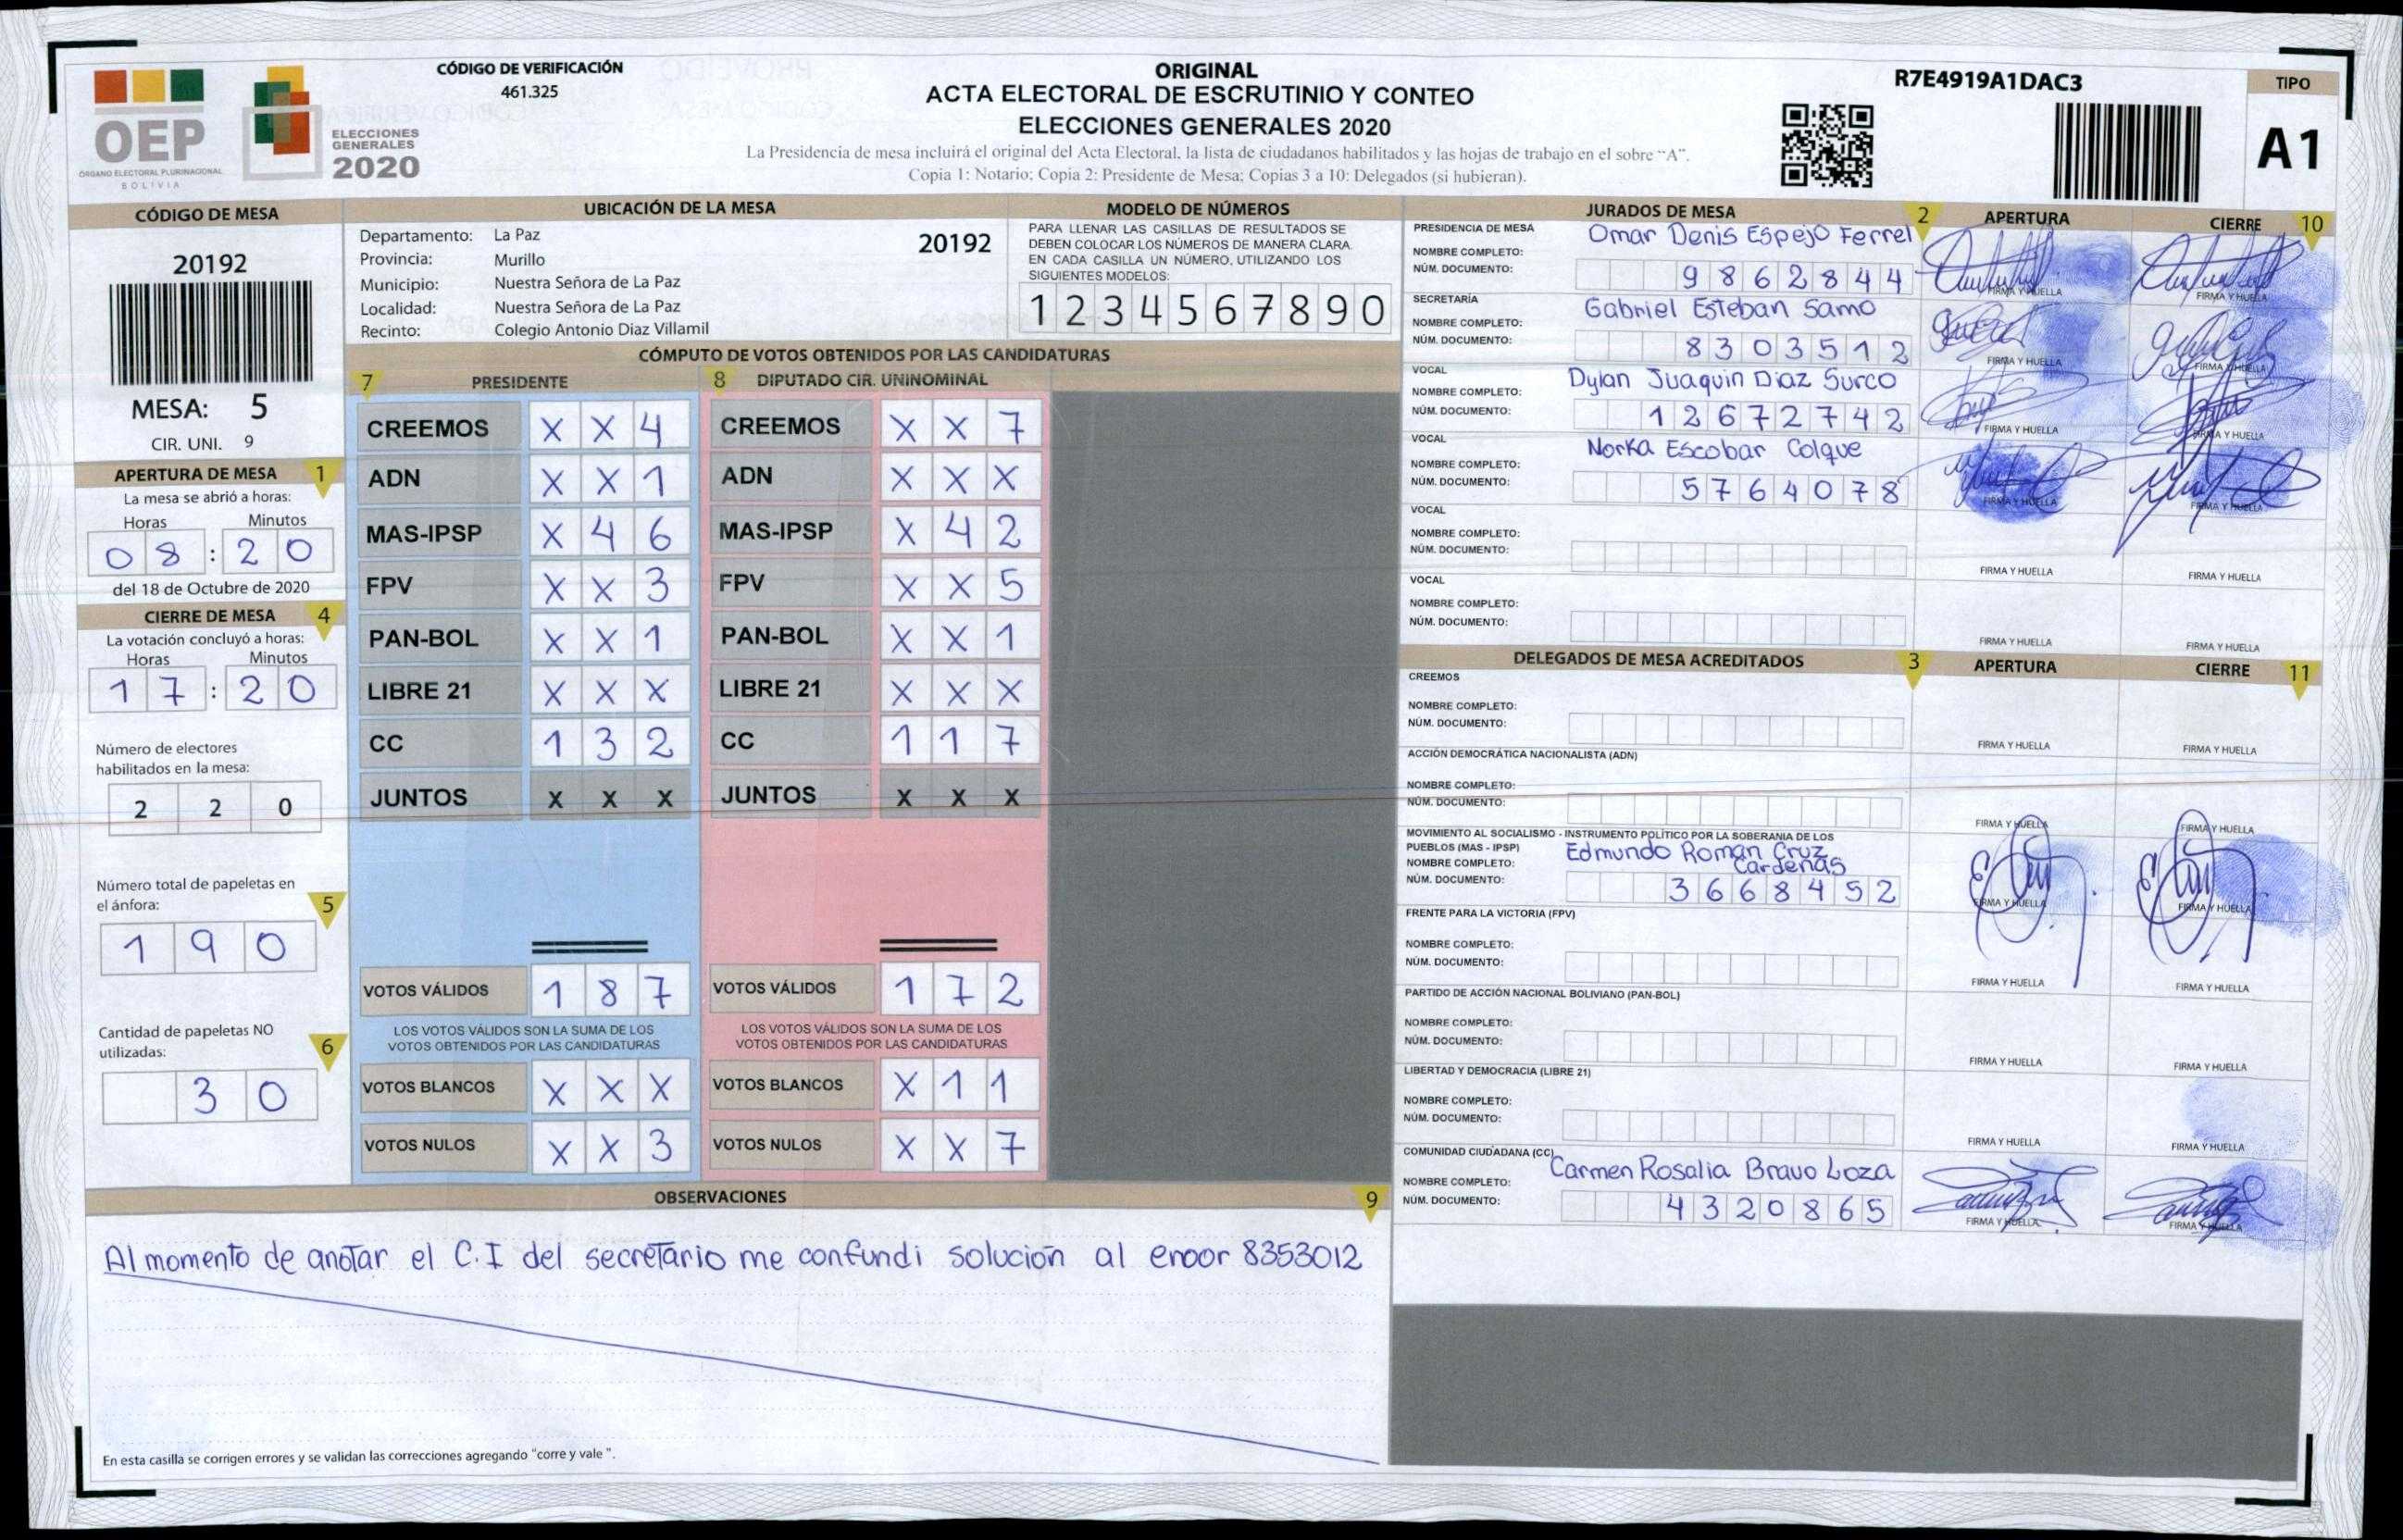 CÓDIGO DE VERIFICACIÓN
461.325
OEP
ÓRGANO ELECTORAL PLURINACIONAL
BOLIVIA
ELECCIONES
GENERALES
2020
ORIGINAL
ACTA ELECTORAL DE ESCRUTINIO Y CONTEO
ELECCIONES GENERALES 2020
La Presidencia de mesa incluirá el original del Acta Electoral, la lista de ciudadanos habilitados y las hojas de trabajo en el sobre "A".
Copia 1: Notario; Copia 2: Presidente de Mesa; Copias 3 a 10: Delegados (si hubieran).
R7E4919A1DAC3
TIPO
A1
CÓDIGO DE MESA
20192
MESA: 5
CIR. UNI. 9
APERTURA DE MESA 1
La mesa se abrió a horas:
Horas Minutos
08:20
del 18 de Octubre de 2020
CIERRE DE MESA 4
La votación concluyó a horas:
Horas Minutos
17:20
Número de electores
habilitados en la mesa:
2 2 0
Número total de papeletas en
el ánfora: 5
1 9 0
Cantidad de papeletas NO
utilizadas: 6
3 0
UBICACIÓN DE LA MESA
Departamento: La Paz 20192
Provincia: Murillo
Municipio: Nuestra Señora de La Paz
Localidad: Nuestra Señora de La Paz
Recinto: Colegio Antonio Diaz Villamil
MODELO DE NÚMEROS
PARA LLENAR LAS CASILLAS DE RESULTADOS SE
DEBEN COLOCAR LOS NÚMEROS DE MANERA CLARA.
EN CADA CASILLA UN NÚMERO, UTILIZANDO LOS
SIGUIENTES MODELOS:
1 2 3 4 5 6 7 8 9 0
CÓMPUTO DE VOTOS OBTENIDOS POR LAS CANDIDATURAS
7 PRESIDENTE
CREEMOS X X 4
ADN X X 1
MAS-IPSP X 4 6
FPV X X 3
PAN-BOL X X 1
LIBRE 21 X X X
CC 1 3 2
JUNTOS X X X
VOTOS VÁLIDOS 1 8 7
LOS VOTOS VÁLIDOS SON LA SUMA DE LOS
VOTOS OBTENIDOS POR LAS CANDIDATURAS
VOTOS BLANCOS X X X
VOTOS NULOS X X 3
8 DIPUTADO CIR. UNINOMINAL
CREEMOS X X 7
ADN X X X
MAS-IPSP X 4 2
FPV X X 5
PAN-BOL X X 1
LIBRE 21 X X X
CC 1 1 7
JUNTOS X X X
VOTOS VÁLIDOS 1 7 2
LOS VOTOS VÁLIDOS SON LA SUMA DE LOS
VOTOS OBTENIDOS POR LAS CANDIDATURAS
VOTOS BLANCOS X 1 1
VOTOS NULOS X X 7
OBSERVACIONES 9
Al momento de anotar el C.I del secretario me confundi solución al enoor 8353012
En esta casilla se corrigen errores y se validan las correcciones agregando "corre y vale".
JURADOS DE MESA 2 APERTURA CIERRE 10
PRESIDENCIA DE MESA
NOMBRE COMPLETO: Omar Denis Espejo Ferrel
NÚM. DOCUMENTO: 9862844
FIRMA Y HUELLA FIRMA Y HUELLA
SECRETARÍA
NOMBRE COMPLETO: Gabriel Esteban Samo
NÚM. DOCUMENTO: 8303512
FIRMA Y HUELLA FIRMA Y HUELLA
VOCAL
NOMBRE COMPLETO: Dylan Juaquin Diaz Surco
NÚM. DOCUMENTO: 12672742
FIRMA Y HUELLA FIRMA Y HUELLA
VOCAL
NOMBRE COMPLETO: Norka Escobar Colque
NÚM. DOCUMENTO: 5764078
FIRMA Y HUELLA FIRMA Y HUELLA
VOCAL
NOMBRE COMPLETO:
NÚM. DOCUMENTO:
FIRMA Y HUELLA FIRMA Y HUELLA
VOCAL
NOMBRE COMPLETO:
NÚM. DOCUMENTO:
FIRMA Y HUELLA FIRMA Y HUELLA
DELEGADOS DE MESA ACREDITADOS 3 APERTURA CIERRE 11
CREEMOS
NOMBRE COMPLETO:
NÚM. DOCUMENTO:
FIRMA Y HUELLA FIRMA Y HUELLA
ACCIÓN DEMOCRÁTICA NACIONALISTA (ADN)
NOMBRE COMPLETO:
NÚM. DOCUMENTO:
FIRMA Y HUELLA FIRMA Y HUELLA
MOVIMIENTO AL SOCIALISMO - INSTRUMENTO POLÍTICO POR LA SOBERANIA DE LOS
PUEBLOS (MAS - IPSP)
NOMBRE COMPLETO: Edmundo Roman Cruz
Cardenas
NÚM. DOCUMENTO: 3668452
FIRMA Y HUELLA FIRMA Y HUELLA
FRENTE PARA LA VICTORIA (FPV)
NOMBRE COMPLETO:
NÚM. DOCUMENTO:
FIRMA Y HUELLA FIRMA Y HUELLA
PARTIDO DE ACCIÓN NACIONAL BOLIVIANO (PAN-BOL)
NOMBRE COMPLETO:
NÚM. DOCUMENTO:
FIRMA Y HUELLA FIRMA Y HUELLA
LIBERTAD Y DEMOCRACIA (LIBRE 21)
NOMBRE COMPLETO:
NÚM. DOCUMENTO:
FIRMA Y HUELLA FIRMA Y HUELLA
COMUNIDAD CIUDADANA (CC)
NOMBRE COMPLETO: Carmen Rosalia Bravo Loza
NÚM. DOCUMENTO: 4320865
FIRMA Y HUELLA FIRMA Y HUELLA